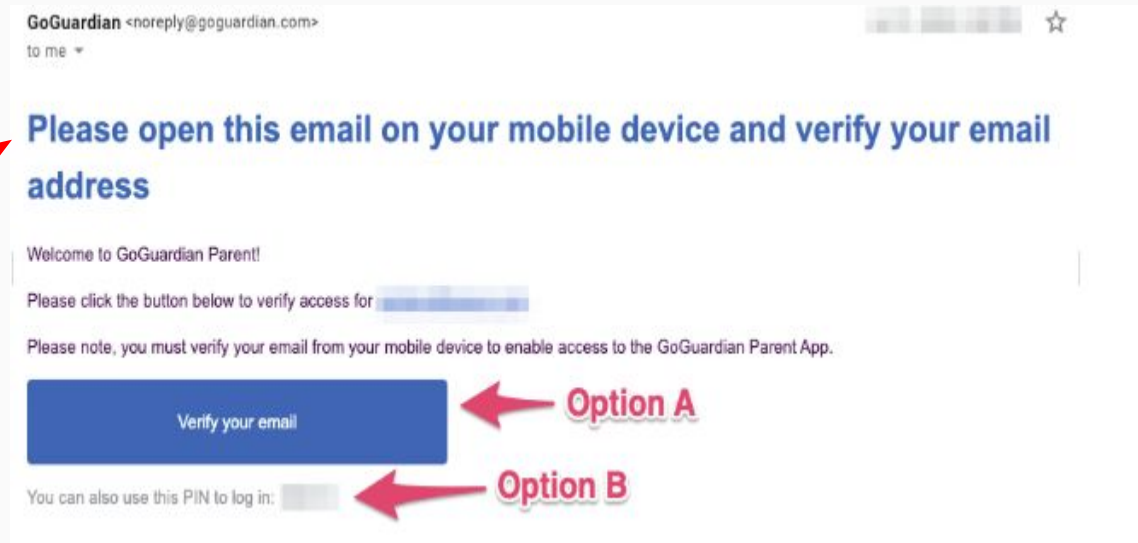 GoGuardian <noreply@goguardian.com>
to me
Please open this email on your mobile device and verify your email
address
Welcome to GoGuardian Parent!
Please click the button below to verify access for
Please note, you must verify your email from your mobile device to enable access to the GoGuardian Parent App.
Verify your email
Option A
You can also use this PIN to log in:
Option B